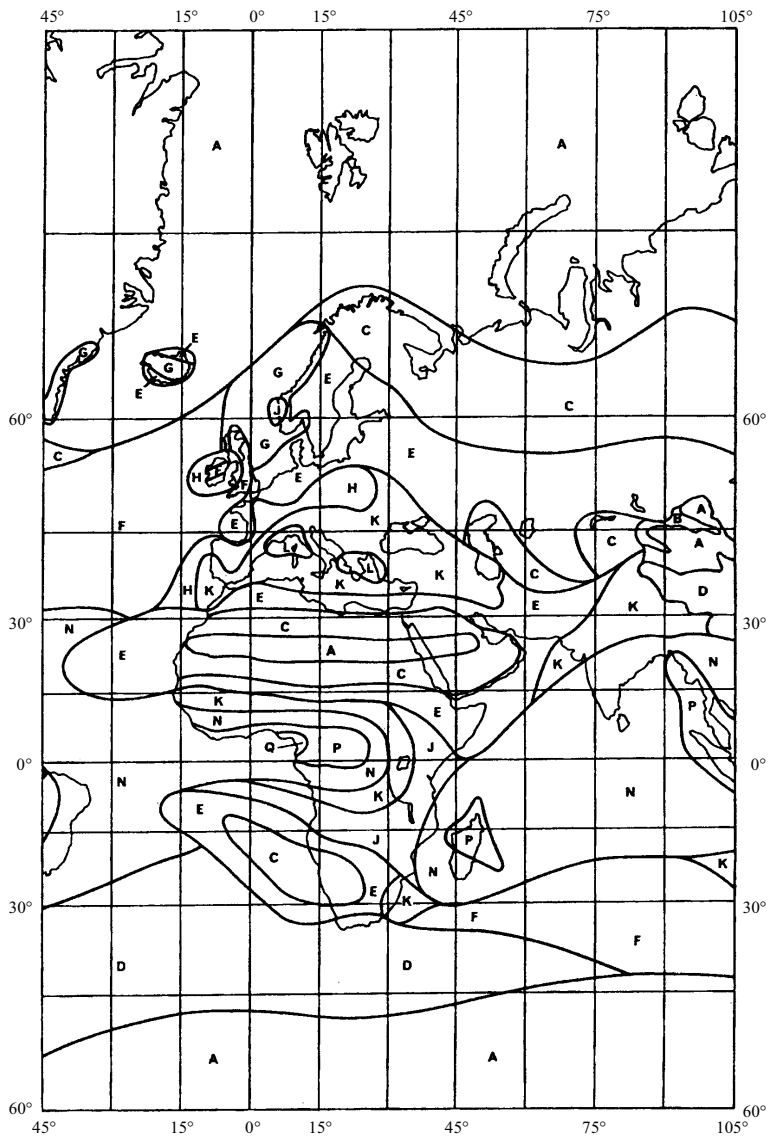 45° 15° 0° 15° 45° 75° 105°
A A
E
G C
G G E
E
J C
60° 60°
G
C E
H E F E H
F A
F E K B
C A
L
L C
K K D
H K E E K
N C
30° 30°
E A N
C K
K P
E
N
Q P J
0° 0°
N N
K N
E
J P
C
N K
E K
30° 30°
F
F
D D
A A
60° 60°
45° 15° 0° 15° 45° 75° 105°